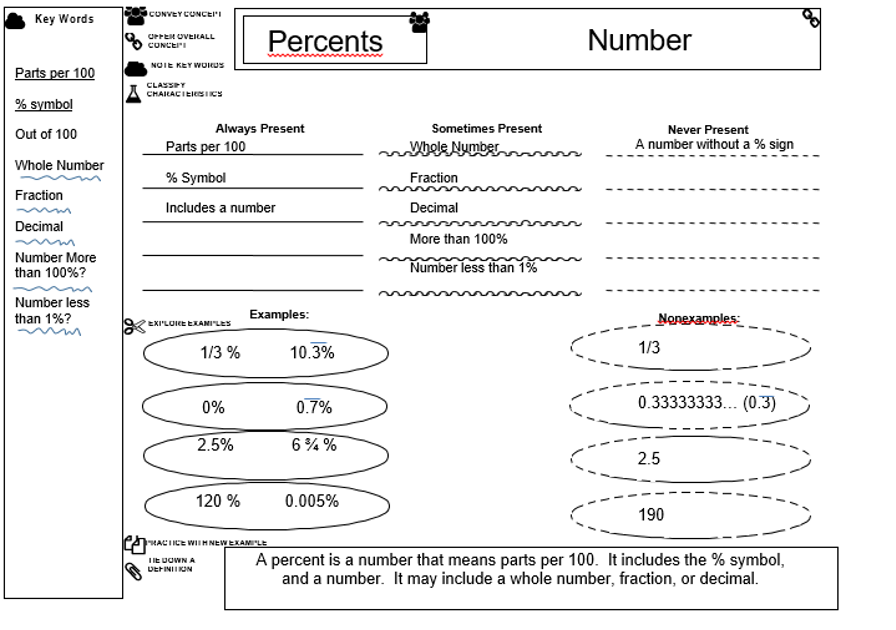 Key Words
Parts per 100
% symbol
Out of 100
Whole Number
Fraction
Decimal
Number More
than 100%?
Number less
than 1%?
CONVEY CONCEPT
OFFER OVERALL
CONCEPT
NOTE KEY WORDS
CLASSIFY
CHARACTERISTICS
Percents
Number
Always Present
Parts per 100
% Symbol
Includes a number
Sometimes Present
Whole Number
Fraction
Decimal
More than 100%
Number less than 1%
Never Present
A number without a % sign
EXPLORE EXAMPLES
Examples:
1/3 % 10.3̅%
0% 0.7̅%
2.5% 6 ¾ %
120 % 0.005%
Nonexamples:
1/3
0.33333333... (0.3̅)
2.5
190
PRACTICE WITH NEW EXAMPLE
TIE DOWN A
DEFINITION
A percent is a number that means parts per 100. It includes the % symbol,
and a number. It may include a whole number, fraction, or decimal.